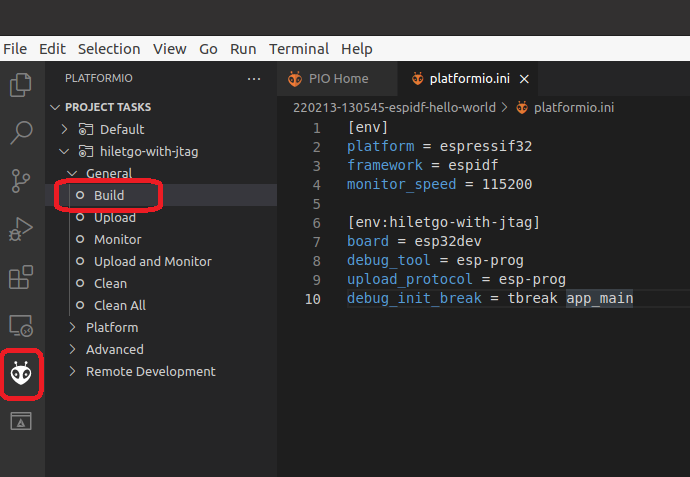 File Edit Selection View Go Run Terminal Help
PLATFORMIO ...
PROJECT TASKS
Default
hiletgo-with-jtag
General
Build
Upload
Monitor
Upload and Monitor
Clean
Clean All
Platform
Advanced
Remote Development
PIO Home platformio.ini
220213-130545-espidf-hello-world > platformio.ini
1 [env]
2 platform = espressif32
3 framework = espidf
4 monitor_speed = 115200
5
6 [env:hiletgo-with-jtag]
7 board = esp32dev
8 debug_tool = esp-prog
9 upload_protocol = esp-prog
10 debug_init_break = tbreak app_main